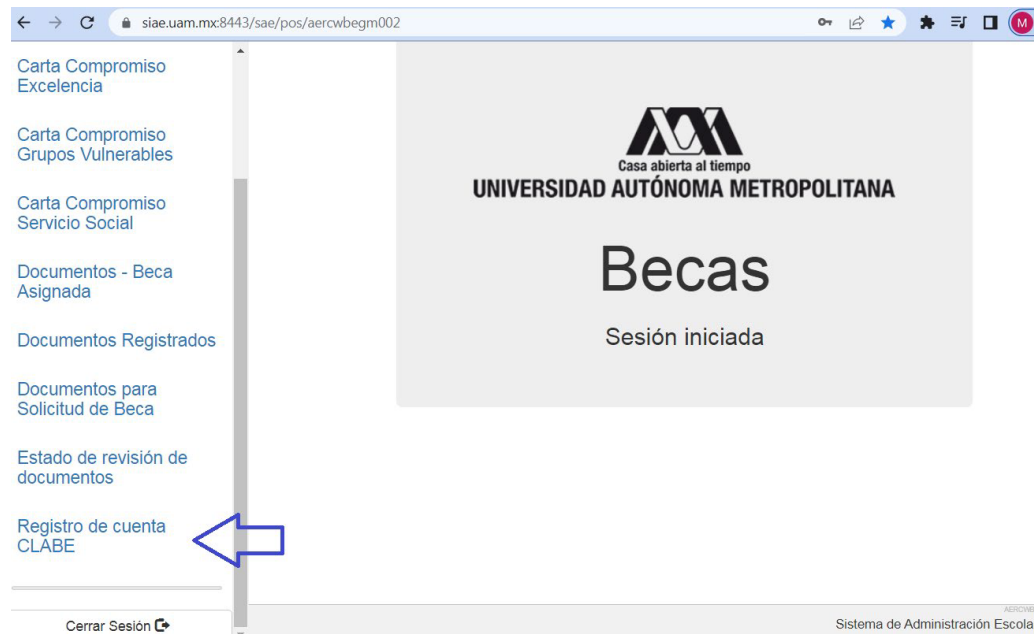 siae.uam.mx:8443/sae/pos/aercwbegm002
M
Carta Compromiso
Excelencia
Carta Compromiso
Grupos Vulnerables
Carta Compromiso
Servicio Social
Documentos - Beca
Asignada
Documentos Registrados
Documentos para
Solicitud de Beca
Estado de revisión de
documentos
Registro de cuenta
CLABE
Cerrar Sesión
Casa abierta al tiempo
UNIVERSIDAD AUTÓNOMA METROPOLITANA
Becas
Sesión iniciada
AERCWB
Sistema de Administración Escola